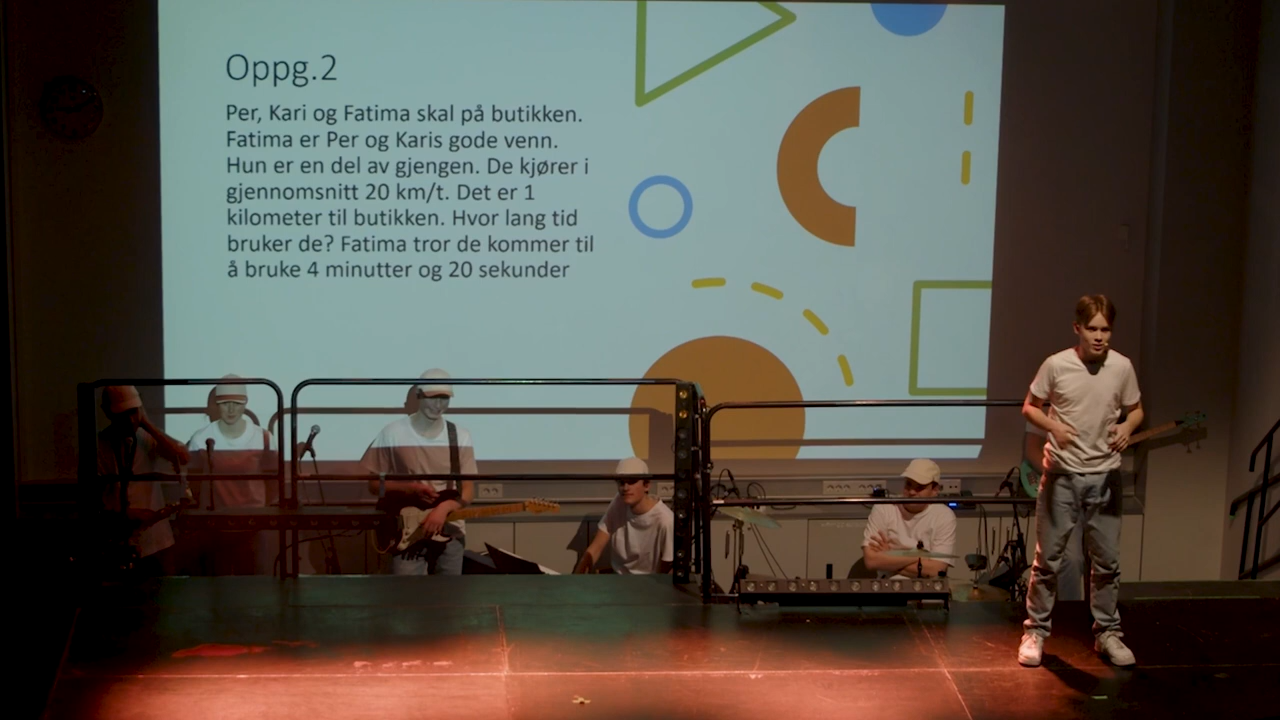 Oppg.2
Per, Kari og Fatima skal på butikken.
Fatima er Per og Karis gode venn.
Hun er en del av gjengen. De kjører i
gjennomsnitt 20 km/t. Det er 1
kilometer til butikken. Hvor lang tid
bruker de? Fatima tror de kommer til
å bruke 4 minutter og 20 sekunder